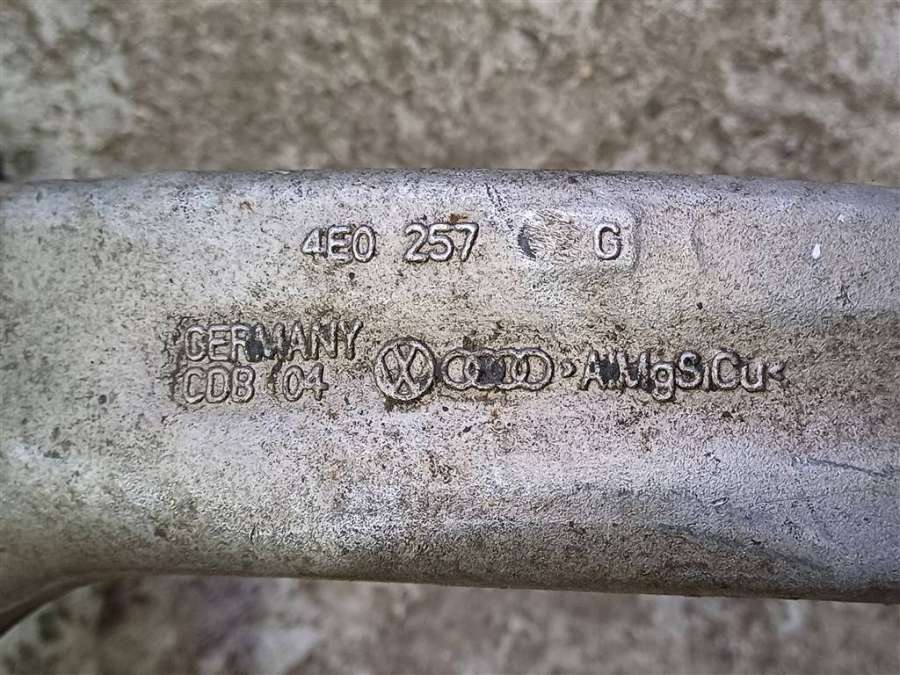 4E0 257 G
GERMANY
CDB 04 >AlMgSiCu<